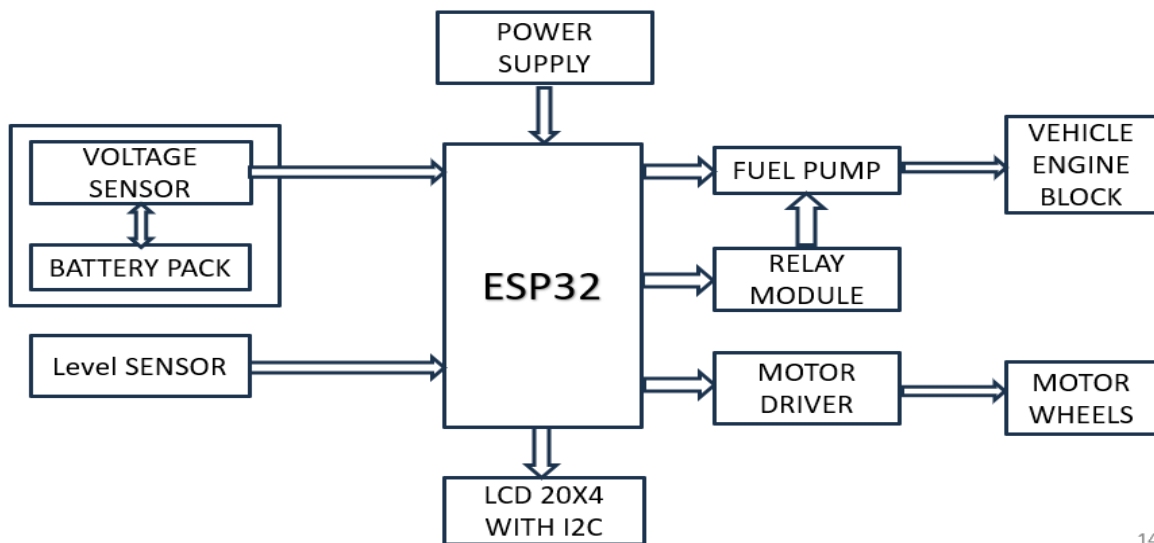 POWER
SUPPLY
VOLTAGE
SENSOR
BATTERY PACK
Level SENSOR
ESP32
FUEL PUMP
RELAY
MODULE
MOTOR
DRIVER
VEHICLE
ENGINE
BLOCK
MOTOR
WHEELS
LCD 20X4
WITH I2C
14